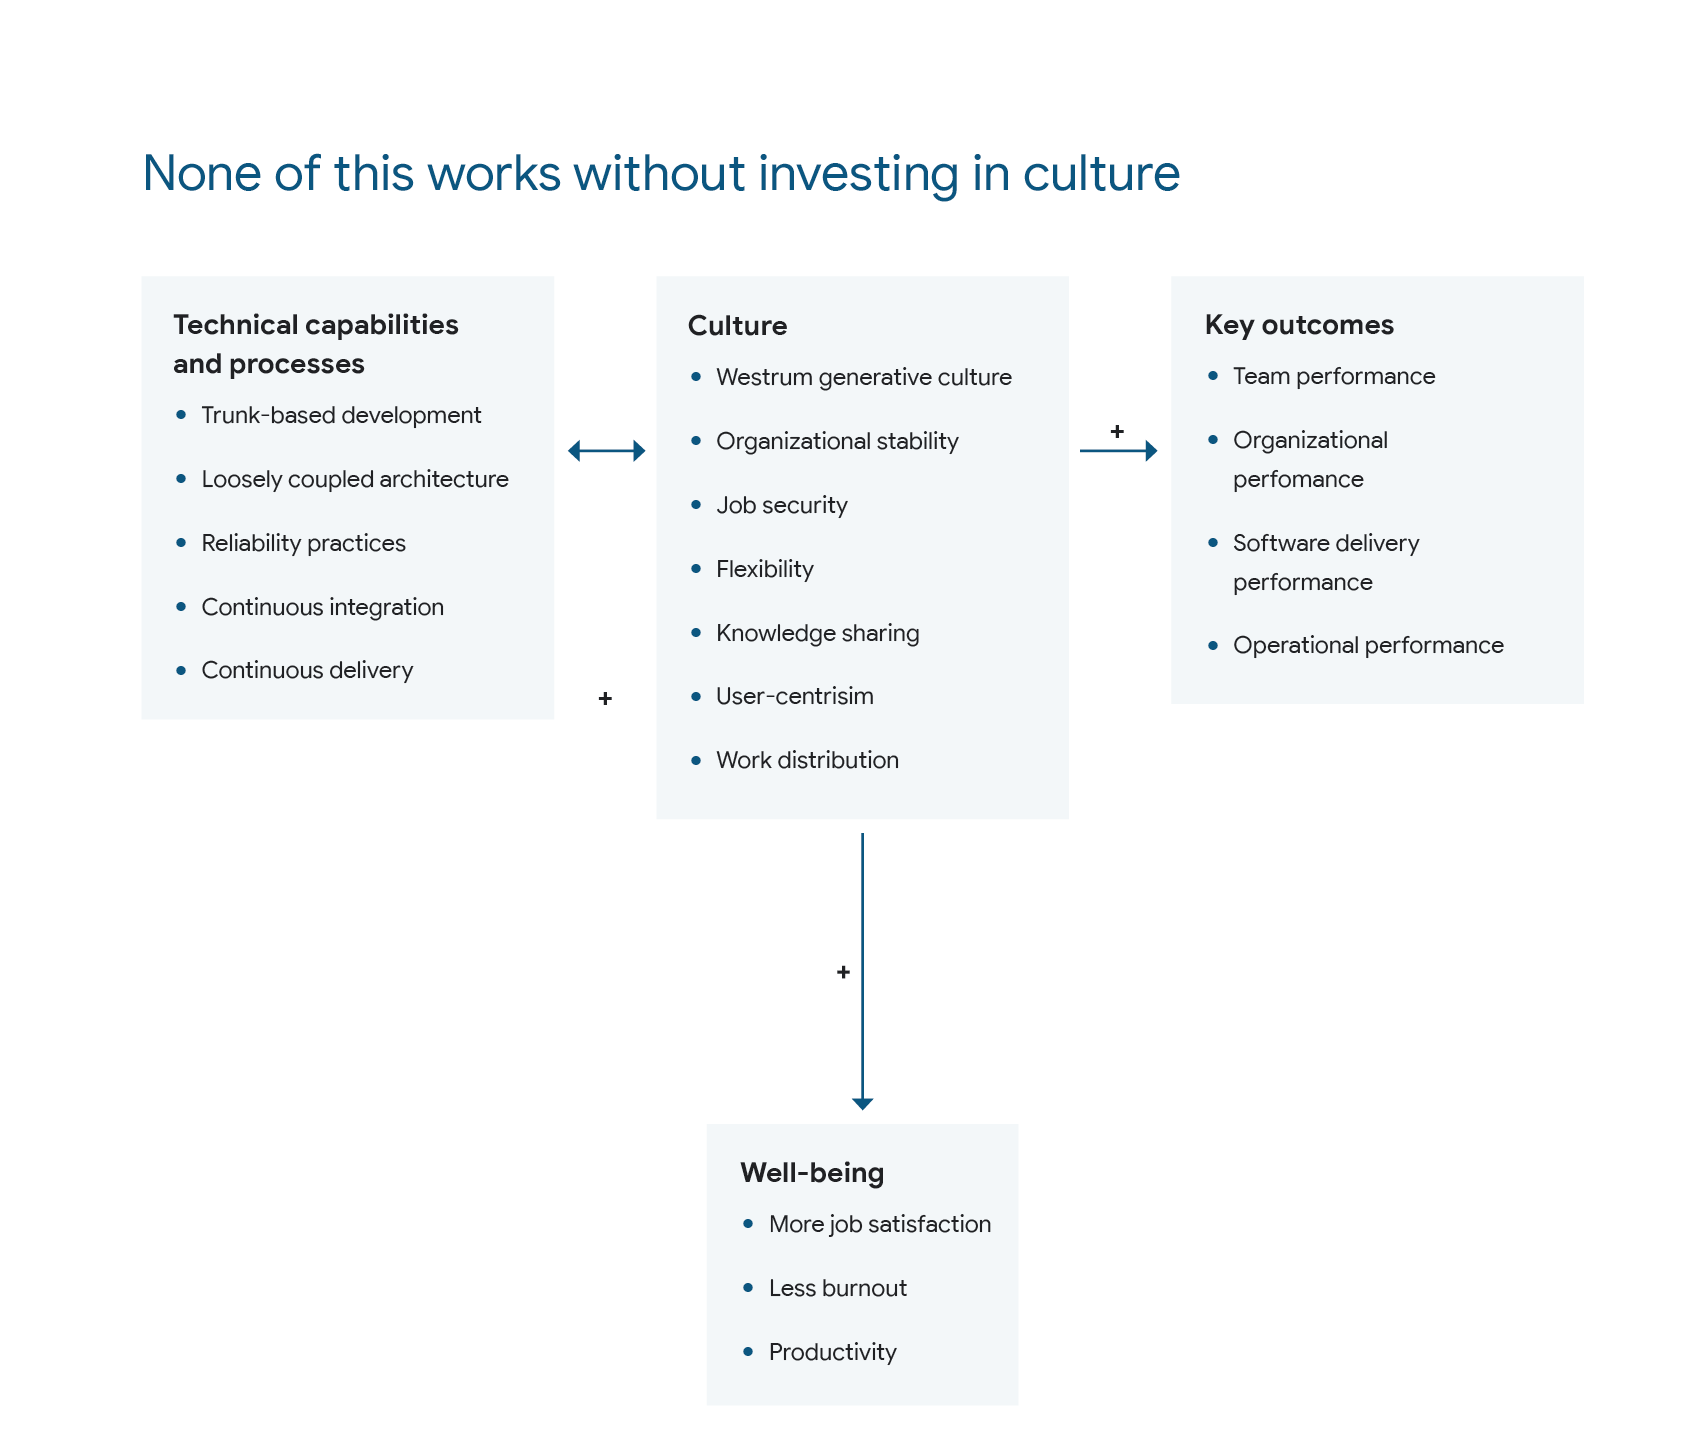 None of this works without investing in culture
Technical capabilities
and processes
Trunk-based development
Loosely coupled architecture
Reliability practices
Continuous integration
Continuous delivery
+
Culture
Westrum generative culture
Organizational stability
Job security
Flexibility
Knowledge sharing
User-centrisim
Work distribution
+
Key outcomes
Team performance
Organizational
perfomance
Software delivery
performance
Operational performance
+
Well-being
More job satisfaction
Less burnout
Productivity